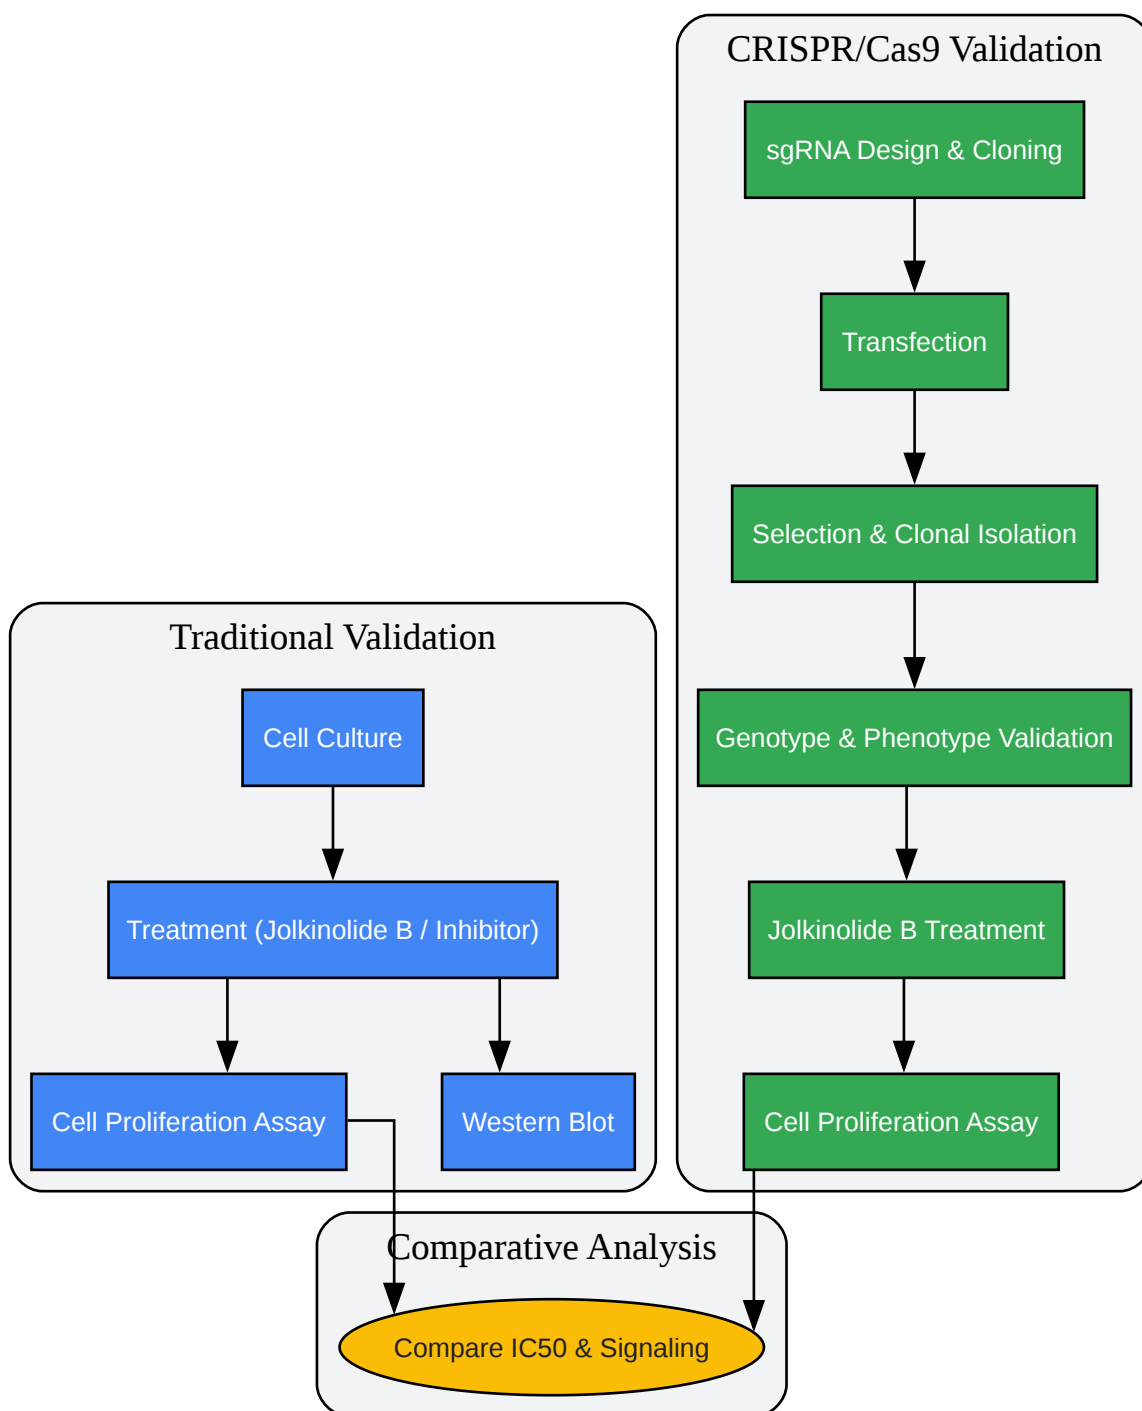 CRISPR/Cas9 Validation
sgRNA Design & Cloning
Transfection
Selection & Clonal Isolation
Genotype & Phenotype Validation
Jolkinolide B Treatment
Cell Proliferation Assay
Traditional Validation
Cell Culture
Treatment (Jolkinolide B / Inhibitor)
Cell Proliferation Assay
Western Blot
Comparative Analysis
Compare IC50 & Signaling